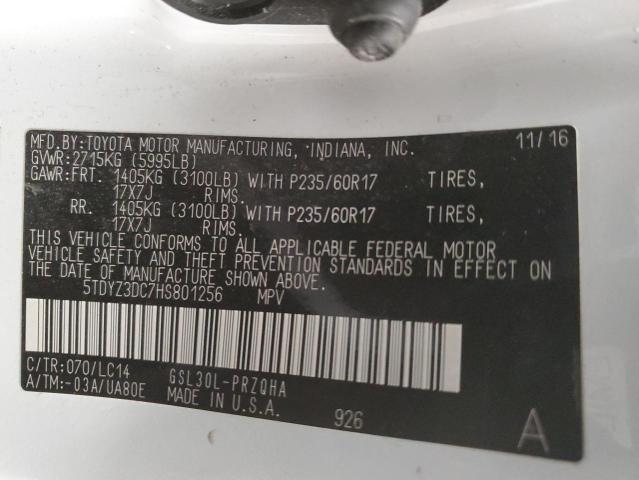 MFD.BY:TOYOTA MOTOR MANUFACTURING, INDIANA, INC. 11/16
GVWR:2715KG (5995LB)
GAWR:FRT. 1405KG (3100LB) WITH P235/60R17 TIRES,
17X7J RIMS.
RR. 1405KG (3100LB) WITH P235/60R17 TIRES,
17X7J RIMS.
THIS VEHICLE CONFORMS TO ALL APPLICABLE FEDERAL MOTOR
VEHICLE SAFETY AND THEFT PREVENTION STANDARDS IN EFFECT ON
THE DATE OF MANUFACTURE SHOWN ABOVE.
5TDYZ3DC7HS801256 MPV
C/TR:070/LC14 GSL30L-PRZQHA
A/TM:-03A/UA80E MADE IN U.S.A. 926 A